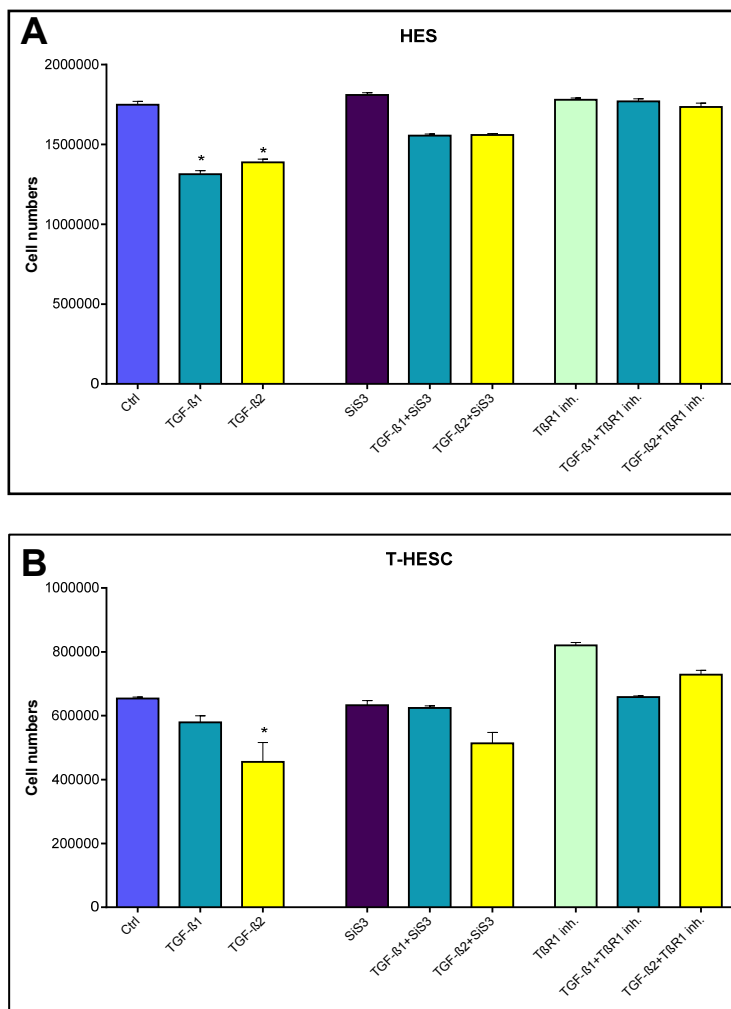 A
HES
2000000
1500000
1000000
500000
0
Cell numbers
*
*
Ctrl
TGF-ß1
TGF-ß2
SiS3
TGF-ß1+SiS3
TGF-ß2+SiS3
TßR1 inh.
TGF-ß1+TßR1 inh.
TGF-ß2+TßR1 inh.
B
T-HESC
1000000
800000
600000
400000
200000
0
Cell numbers
*
Ctrl
TGF-ß1
TGF-ß2
SiS3
TGF-ß1+SiS3
TGF-ß2+SiS3
TßR1 inh.
TGF-ß1+TßR1 inh.
TGF-ß2+TßR1 inh.